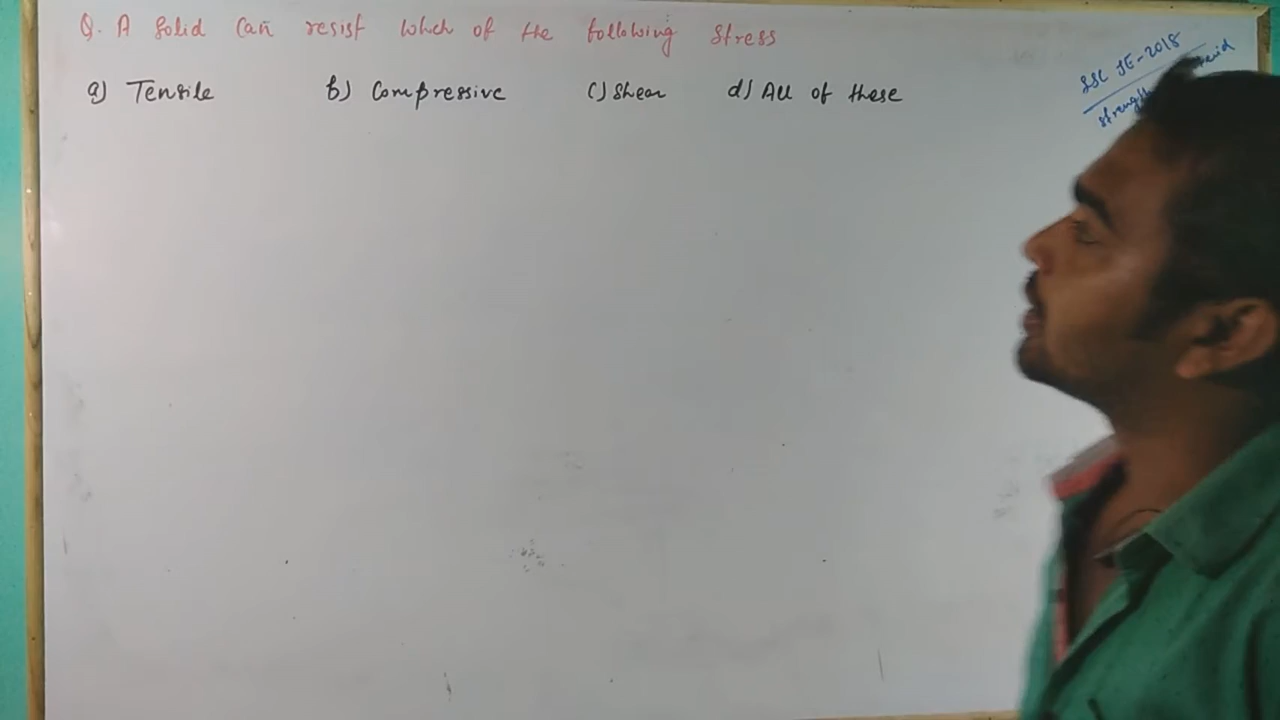 Q. A Solid Can resist which of the following Stress
a) Tensile b) Compressive c) Shear d) All of these
SSC JE-2018